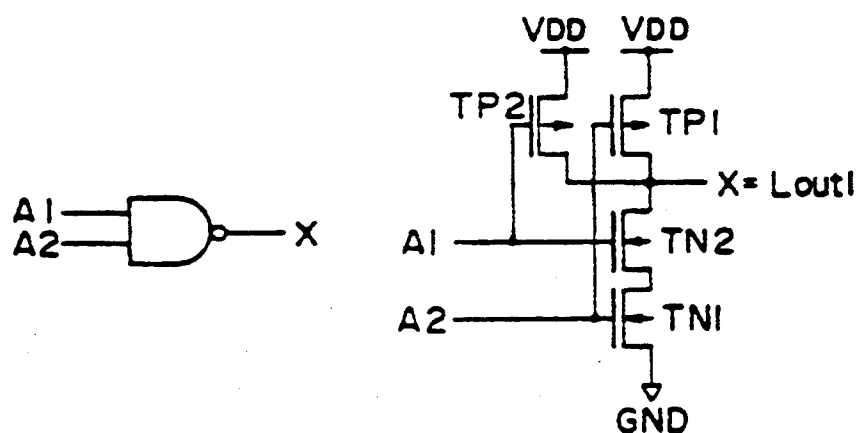 A1
A2
X
VDD
VDD
TP2
TP1
X= Lout1
A1
TN2
A2
TN1
GND